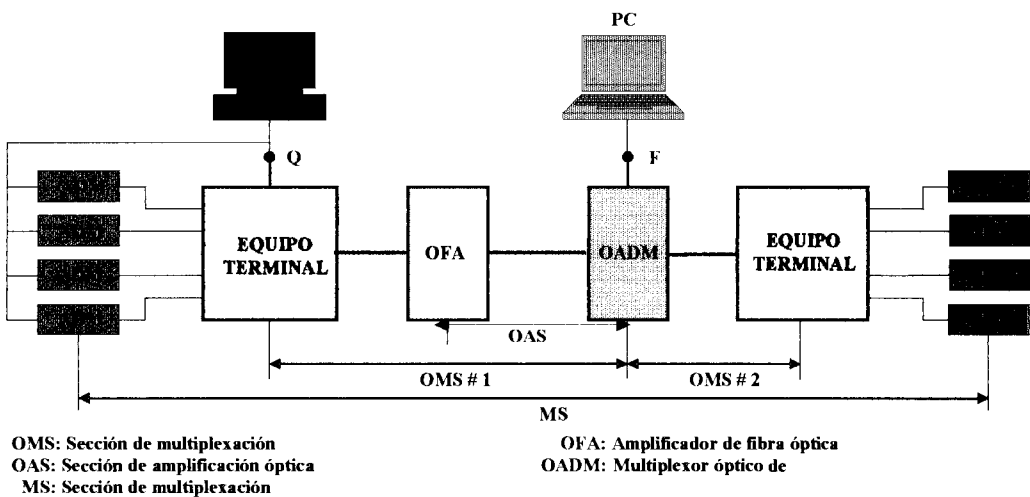 PC
Q
F
EQUIPO
TERMINAL
OFA
OADM
EQUIPO
TERMINAL
OAS
OMS # 1
OMS # 2
MS
OMS: Sección de multiplexación
OAS: Sección de amplificación óptica
MS: Sección de multiplexación
OFA: Amplificador de fibra óptica
OADM: Multiplexor óptico de